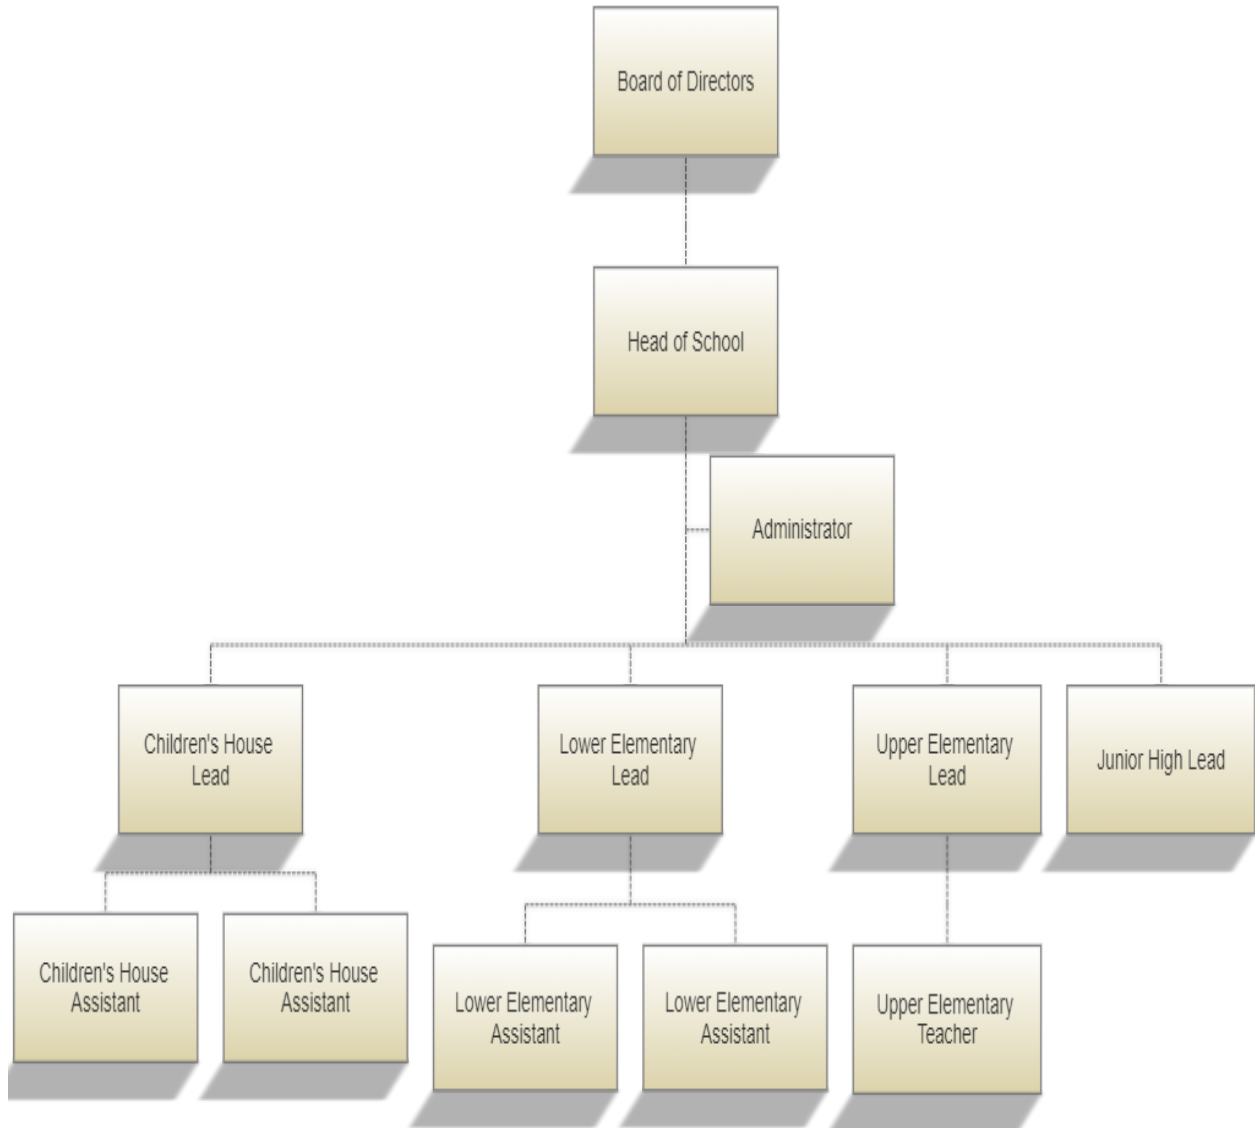 Board of Directors
Head of School
Administrator
Children's House
Lead
Lower Elementary
Lead
Upper Elementary
Lead
Junior High Lead
Children's House
Assistant
Children's House
Assistant
Lower Elementary
Assistant
Lower Elementary
Assistant
Upper Elementary
Teacher